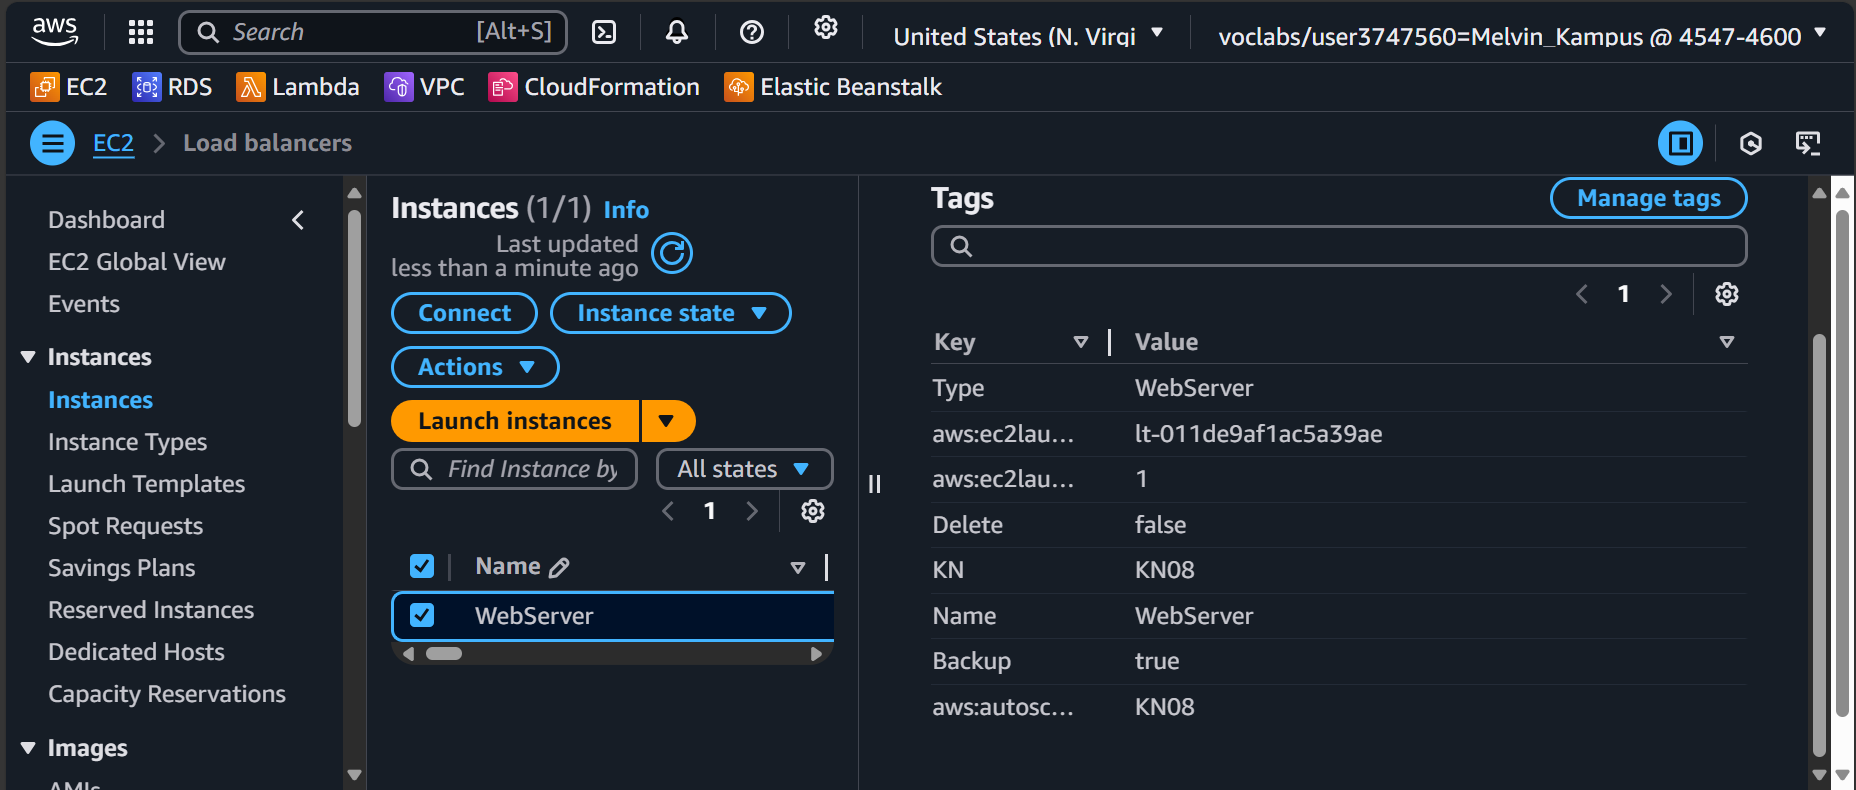 aws
Search [Alt+S]
United States (N. Virgi
voclabs/user3747560=Melvin_Kampus @ 4547-4600
EC2 RDS Lambda VPC CloudFormation Elastic Beanstalk
EC2 Load balancers
Dashboard
EC2 Global View
Events
Instances
Instances
Instance Types
Launch Templates
Spot Requests
Savings Plans
Reserved Instances
Dedicated Hosts
Capacity Reservations
Images
AMIs
Instances (1/1) Info
Last updated
less than a minute ago
Connect Instance state
Actions
Launch instances
Find Instance by All states
1
Name
WebServer
Tags Manage tags
1
Key Value
Type WebServer
aws:ec2lau... lt-011de9af1ac5a39ae
aws:ec2lau... 1
Delete false
KN KN08
Name WebServer
Backup true
aws:autosc... KN08